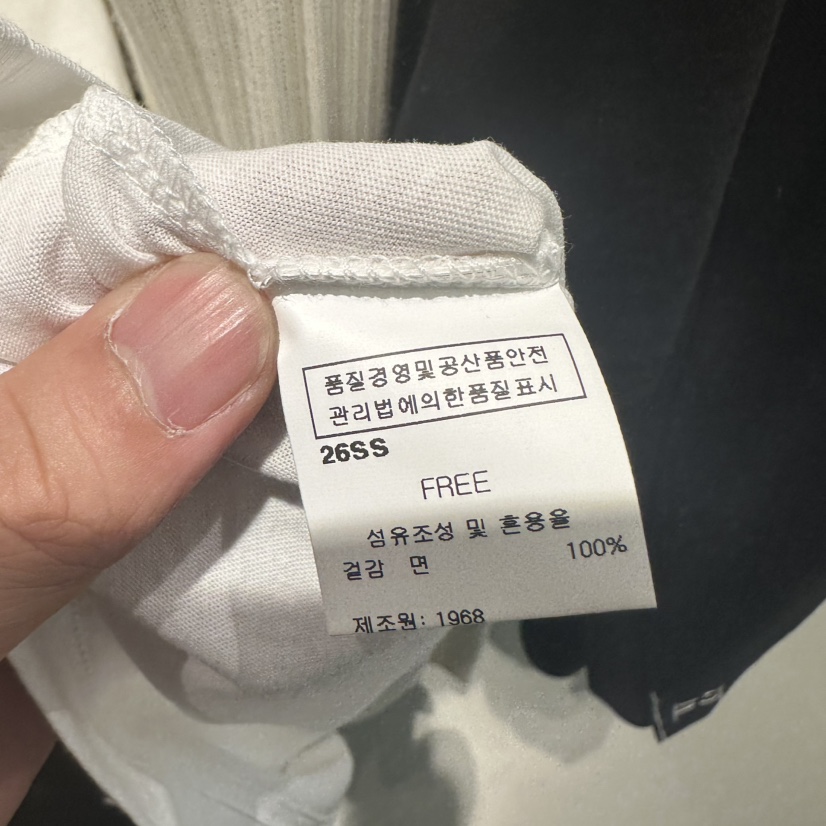 품질경영및공산품안전
관리법에의한품질표시
26SS
FREE
섬유조성 및 혼용율
겉감 면 100%
제조원: 1968